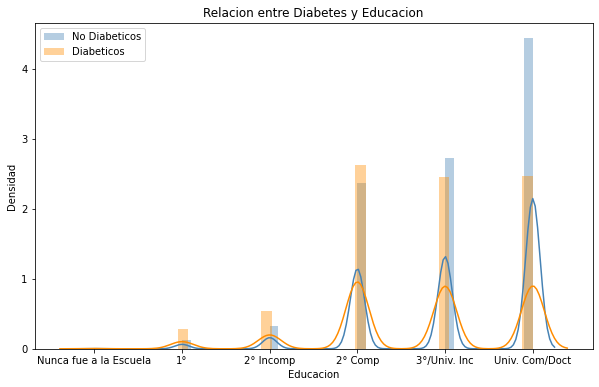 Relacion entre Diabetes y Educacion
No Diabeticos
Diabeticos
Densidad
4
3
2
1
0
Nunca fue a la Escuela 1° 2° Incomp 2° Comp 3°/Univ. Inc Univ. Com/Doct
Educacion